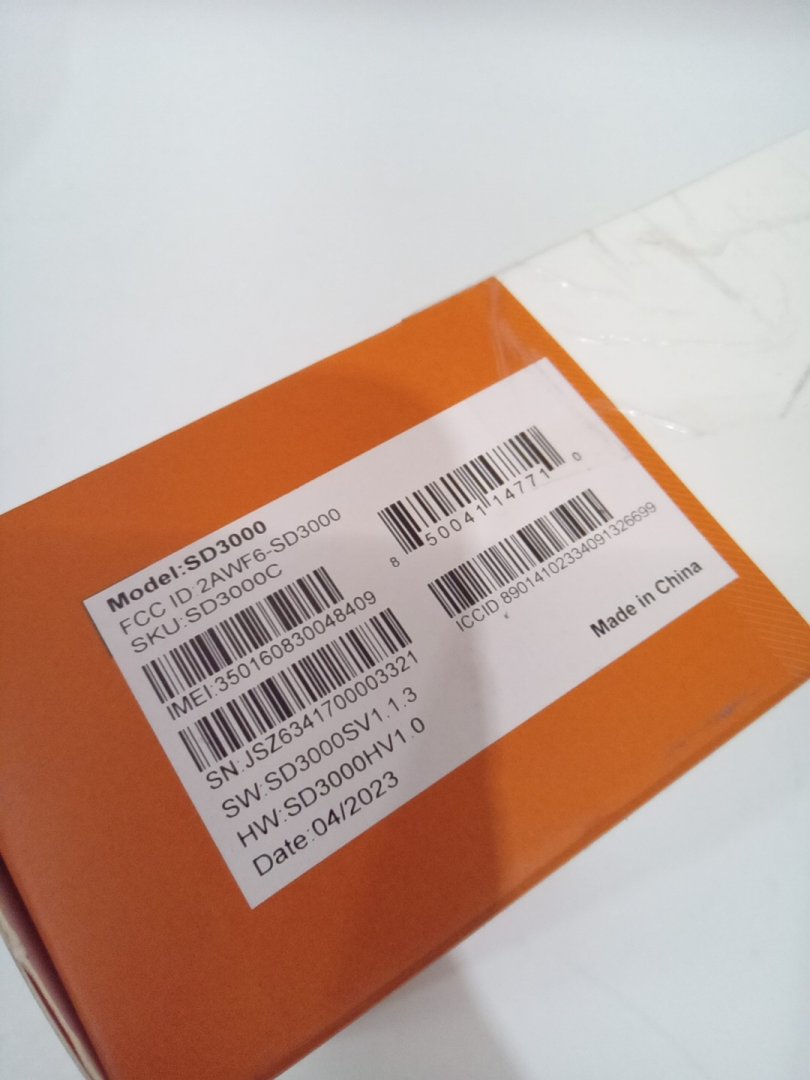 Model:SD3000
FCC ID:2AWF6-SD3000
SKU:SD3000C
IMEI:350160830048409
SN:JSZ6341700003321
SW:SD3000SV1.1.3
HW:SD3000HV1.0
Date:04/2023
8 50041 14771 0
ICCID:89014102334091326699
Made in China